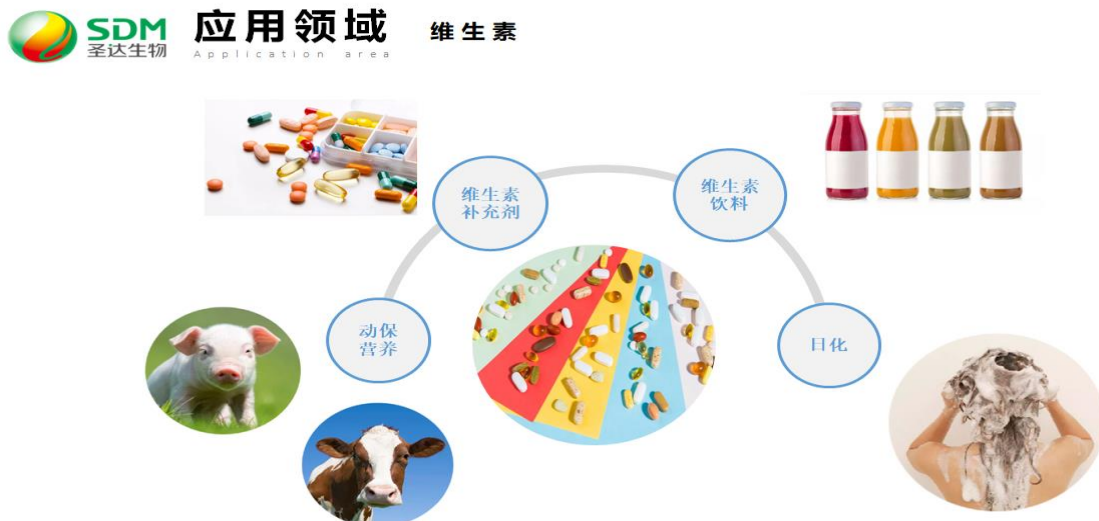 SDM
圣达生物
应用领域
Application area
维生素
维生素
补充剂
维生素
饮料
动保
营养
日化